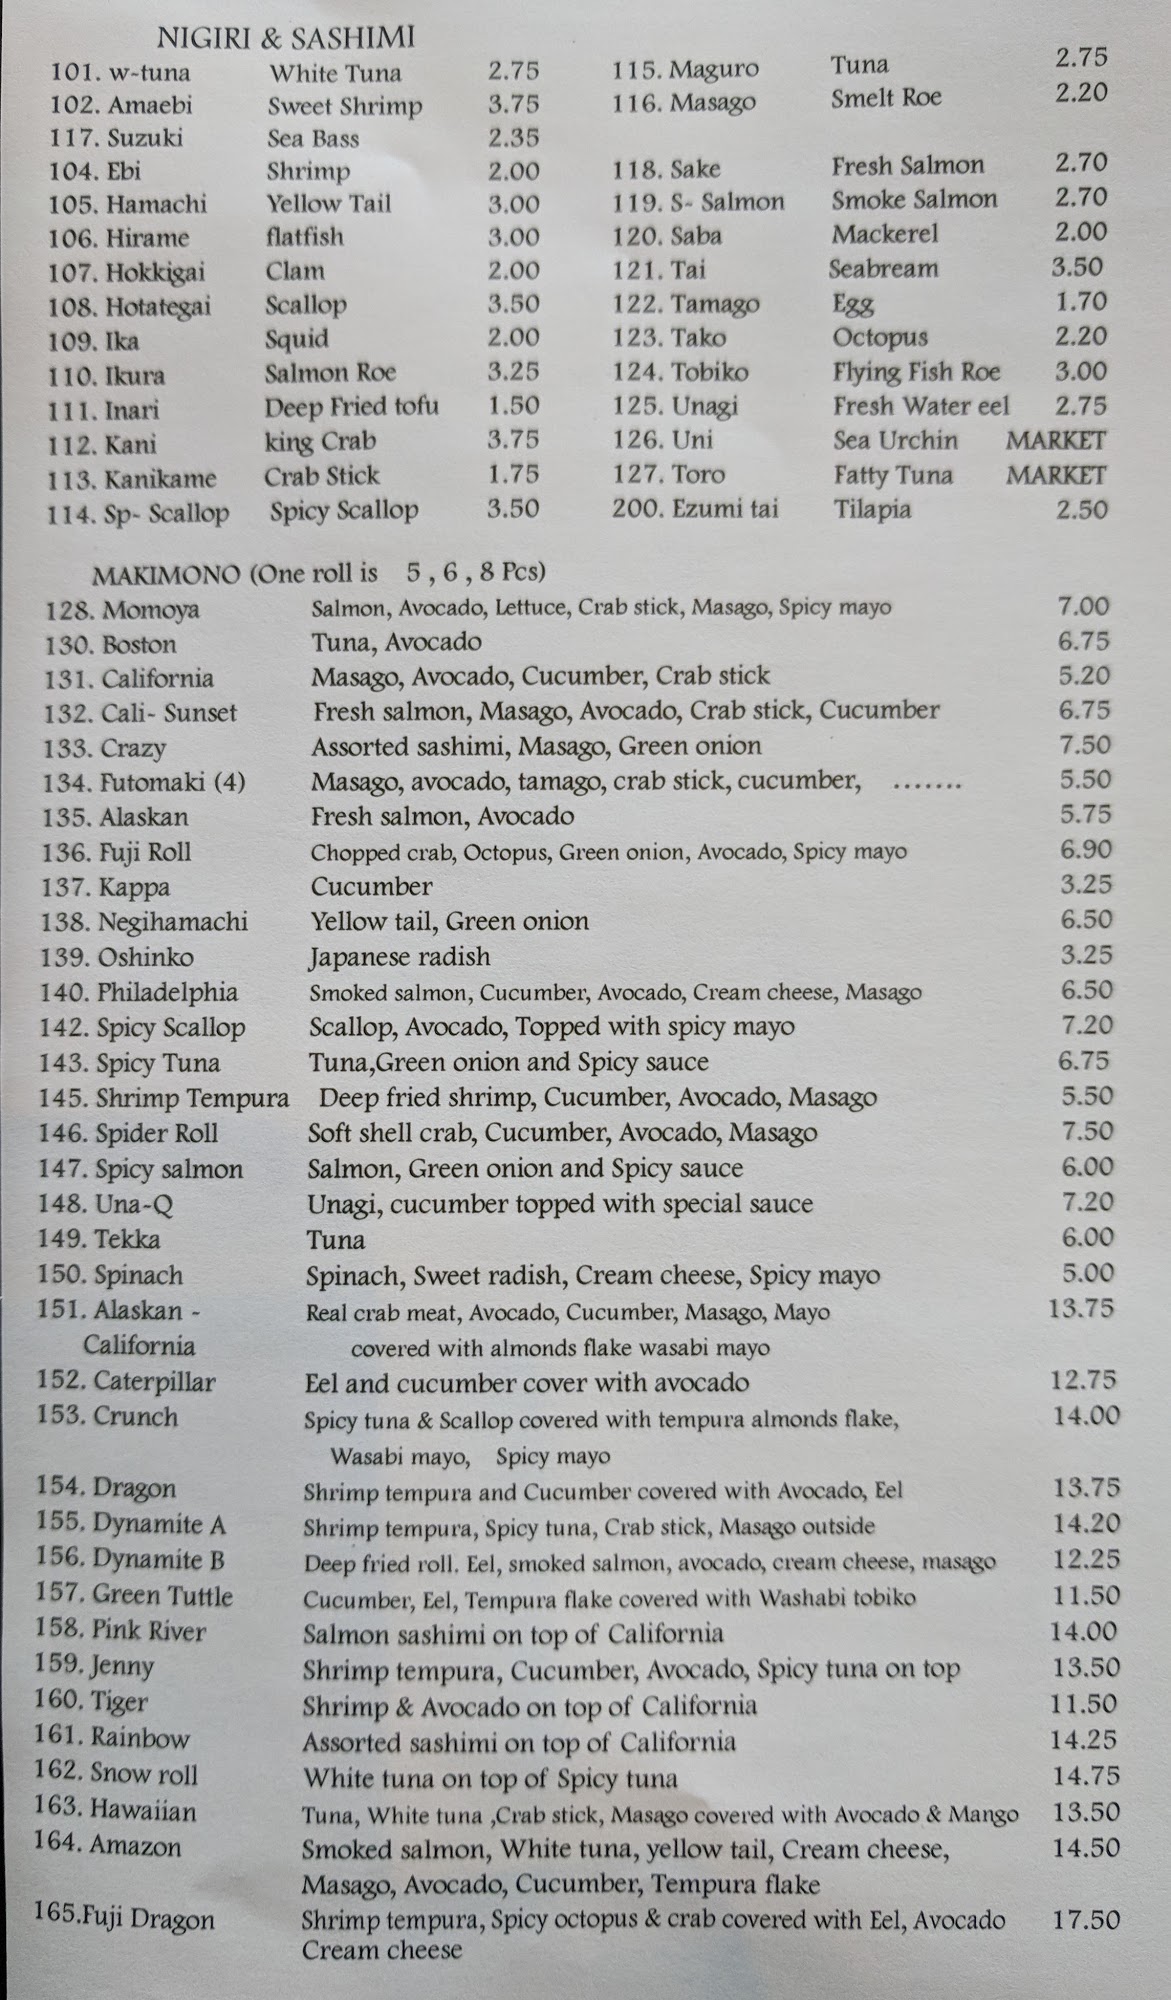 NIGIRI & SASHIMI
101. w-tuna White Tuna 2.75 115. Maguro Tuna 2.75
102. Amaebi Sweet Shrimp 3.75 116. Masago Smelt Roe 2.20
117. Suzuki Sea Bass 2.35
104. Ebi Shrimp 2.00 118. Sake Fresh Salmon 2.70
105. Hamachi Yellow Tail 3.00 119. S- Salmon Smoke Salmon 2.70
106. Hirame flatfish 3.00 120. Saba Mackerel 2.00
107. Hokkigai Clam 2.00 121. Tai Seabream 3.50
108. Hotategai Scallop 3.50 122. Tamago Egg 1.70
109. Ika Squid 2.00 123. Tako Octopus 2.20
110. Ikura Salmon Roe 3.25 124. Tobiko Flying Fish Roe 3.00
111. Inari Deep Fried tofu 1.50 125. Unagi Fresh Water eel 2.75
112. Kani king Crab 3.75 126. Uni Sea Urchin MARKET
113. Kanikame Crab Stick 1.75 127. Toro Fatty Tuna MARKET
114. Sp- Scallop Spicy Scallop 3.50 200. Ezumi tai Tilapia 2.50
MAKIMONO (One roll is 5 , 6 , 8 Pcs)
128. Momoya Salmon, Avocado, Lettuce, Crab stick, Masago, Spicy mayo 7.00
130. Boston Tuna, Avocado 6.75
131. California Masago, Avocado, Cucumber, Crab stick 5.20
132. Cali- Sunset Fresh salmon, Masago, Avocado, Crab stick, Cucumber 6.75
133. Crazy Assorted sashimi, Masago, Green onion 7.50
134. Futomaki (4) Masago, avocado, tamago, crab stick, cucumber, ....... 5.50
135. Alaskan Fresh salmon, Avocado 5.75
136. Fuji Roll Chopped crab, Octopus, Green onion, Avocado, Spicy mayo 6.90
137. Kappa Cucumber 3.25
138. Negihamachi Yellow tail, Green onion 6.50
139. Oshinko Japanese radish 3.25
140. Philadelphia Smoked salmon, Cucumber, Avocado, Cream cheese, Masago 6.50
142. Spicy Scallop Scallop, Avocado, Topped with spicy mayo 7.20
143. Spicy Tuna Tuna,Green onion and Spicy sauce 6.75
145. Shrimp Tempura Deep fried shrimp, Cucumber, Avocado, Masago 5.50
146. Spider Roll Soft shell crab, Cucumber, Avocado, Masago 7.50
147. Spicy salmon Salmon, Green onion and Spicy sauce 6.00
148. Una-Q Unagi, cucumber topped with special sauce 7.20
149. Tekka Tuna 6.00
150. Spinach Spinach, Sweet radish, Cream cheese, Spicy mayo 5.00
151. Alaskan - Real crab meat, Avocado, Cucumber, Masago, Mayo 13.75
California covered with almonds flake wasabi mayo
152. Caterpillar Eel and cucumber cover with avocado 12.75
153. Crunch Spicy tuna & Scallop covered with tempura almonds flake, 14.00
Wasabi mayo, Spicy mayo
154. Dragon Shrimp tempura and Cucumber covered with Avocado, Eel 13.75
155. Dynamite A Shrimp tempura, Spicy tuna, Crab stick, Masago outside 14.20
156. Dynamite B Deep fried roll. Eel, smoked salmon, avocado, cream cheese, masago 12.25
157. Green Tuttle Cucumber, Eel, Tempura flake covered with Washabi tobiko 11.50
158. Pink River Salmon sashimi on top of California 14.00
159. Jenny Shrimp tempura, Cucumber, Avocado, Spicy tuna on top 13.50
160. Tiger Shrimp & Avocado on top of California 11.50
161. Rainbow Assorted sashimi on top of California 14.25
162. Snow roll White tuna on top of Spicy tuna 14.75
163. Hawaiian Tuna, White tuna ,Crab stick, Masago covered with Avocado & Mango 13.50
164. Amazon Smoked salmon, White tuna, yellow tail, Cream cheese, 14.50
Masago, Avocado, Cucumber, Tempura flake
165.Fuji Dragon Shrimp tempura, Spicy octopus & crab covered with Eel, Avocado 17.50
Cream cheese